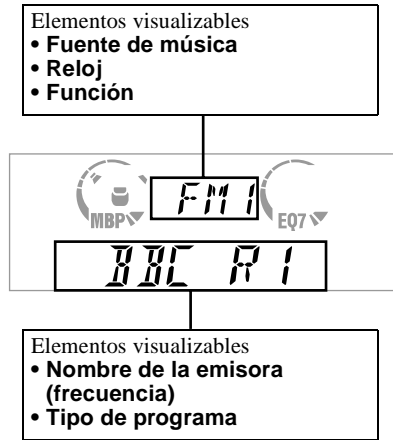 Elementos visualizables
• Fuente de música
• Reloj
• Función
FM1
MBP
EQ7
BBC R1
Elementos visualizables
• Nombre de la emisora
(frecuencia)
• Tipo de programa